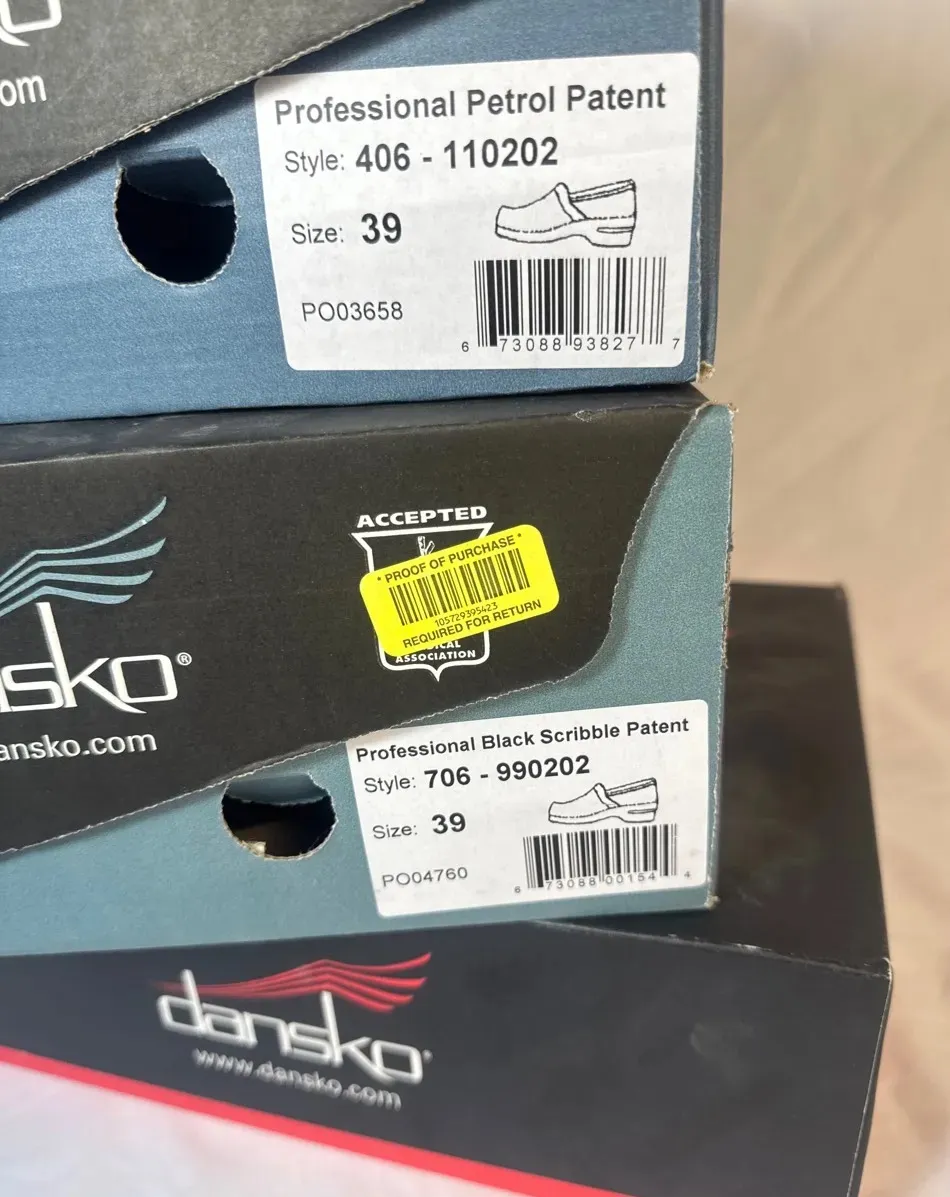 om
Professional Petrol Patent
Style: 406 - 110202
Size: 39
PO03658
6 73088 93827 7
ACCEPTED
* PROOF OF PURCHASE *
105729395423
REQUIRED FOR RETURN
ICAL
ASSOCIATION
nsko®
ansko.com
Professional Black Scribble Patent
Style: 706 - 990202
Size: 39
PO04760
6 73088 00154 4
dansko
www.dansko.com